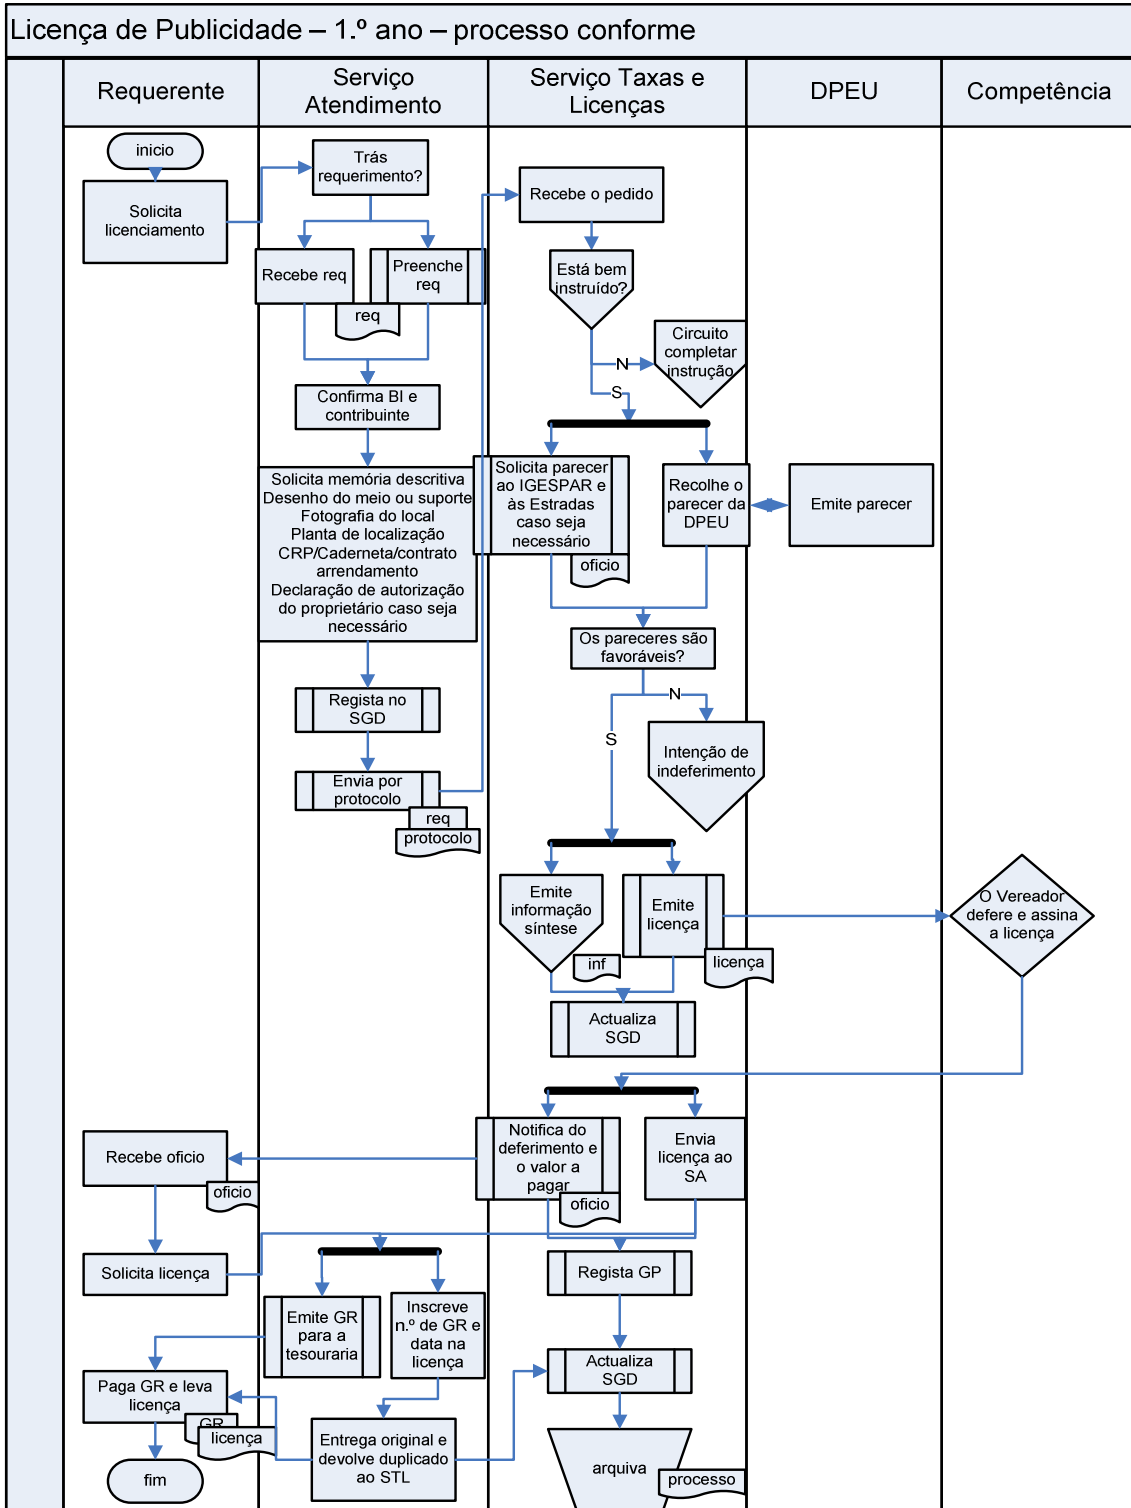 Licença de Publicidade – 1.º ano – processo conforme
Requerente
Serviço
Atendimento
Serviço Taxas e
Licenças
DPEU
Competência
inicio
Solicita
licenciamento
Trás
requerimento?
Recebe req
Preenche
req
req
Confirma BI e
contribuinte
Solicita memória descritiva
Desenho do meio ou suporte
Fotografia do local
Planta de localização
CRP/Caderneta/contrato
arrendamento
Declaração de autorização
do proprietário caso seja
necessário
Regista no
SGD
Envia por
protocolo
req
protocolo
Recebe o pedido
Está bem
instruído?
N
Circuito
completar
instrução
S
Solicita parecer
ao IGESPAR e
às Estradas
caso seja
necessário
oficio
Recolhe o
parecer da
DPEU
Emite parecer
Os pareceres são
favoráveis?
N
S
Intenção de
indeferimento
Emite
informação
síntese
inf
Emite
licença
licença
O Vereador
defere e assina
a licença
Actualiza
SGD
Notifica do
deferimento e
o valor a
pagar
oficio
Envia
licença ao
SA
Recebe oficio
oficio
Solicita licença
Regista GP
Emite GR
para a
tesouraria
Inscreve
n.º de GR e
data na
licença
Actualiza
SGD
Paga GR e leva
licença
GR
licença
Entrega original e
devolve duplicado
ao STL
arquiva
processo
fim